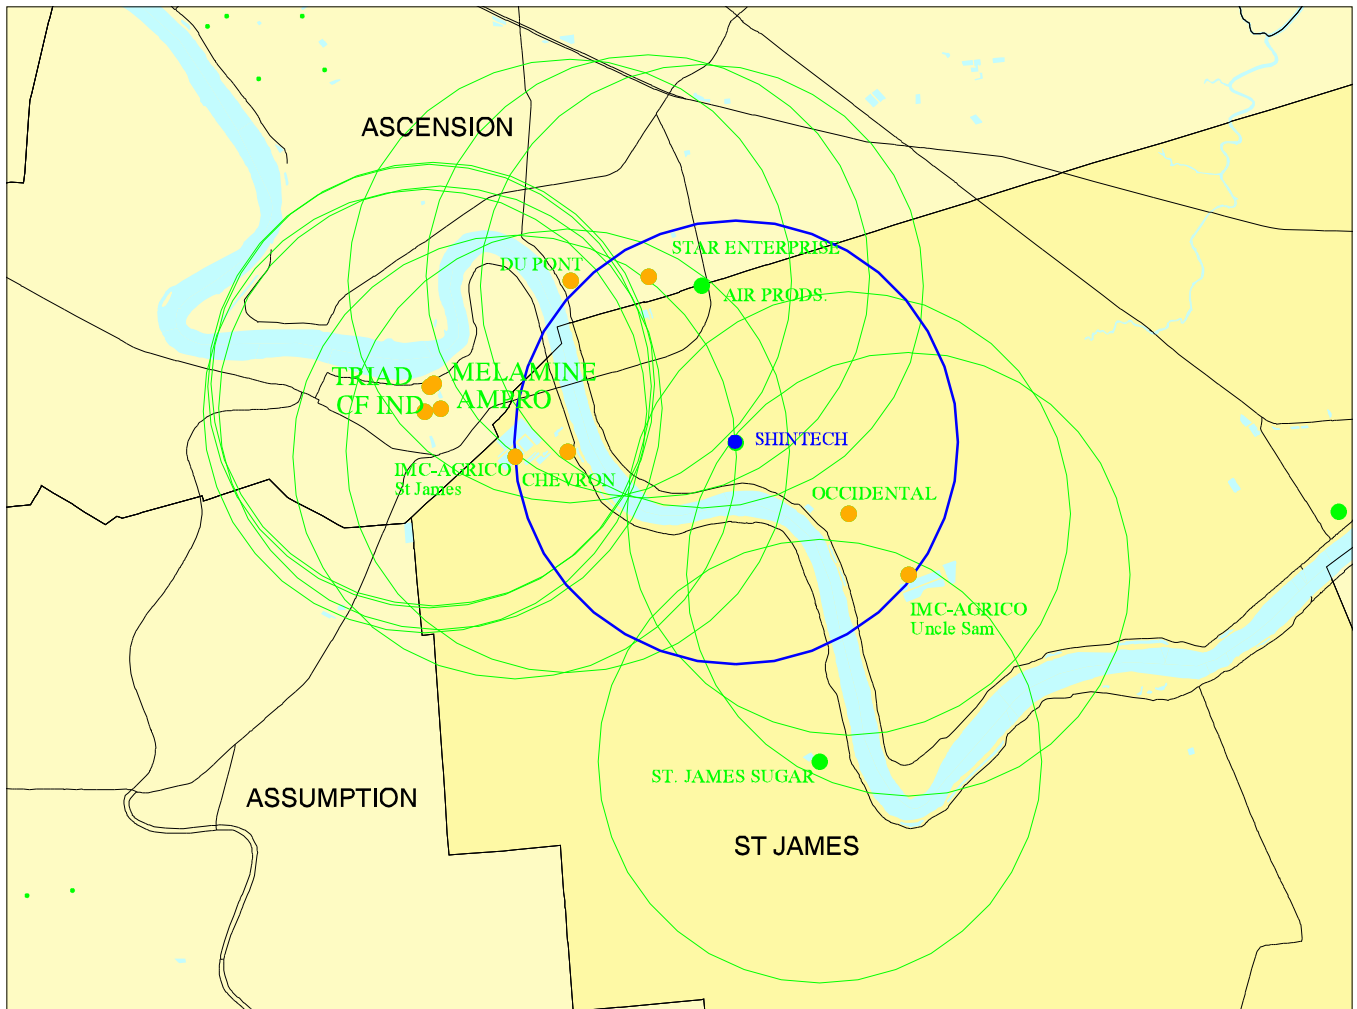 ASCENSION
STAR ENTERPRISE
DU PONT
AIR PRODS.
TRIAD
MELAMINE
CF IND
AMPRO
SHINTECH
IMC-AGRICO
St James
CHEVRON
OCCIDENTAL
IMC-AGRICO
Uncle Sam
ST. JAMES SUGAR
ASSUMPTION
ST JAMES